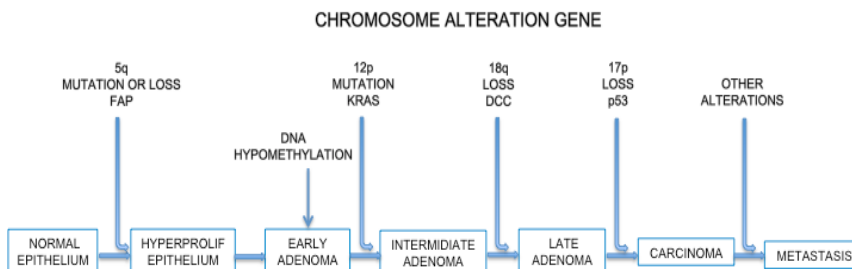 CHROMOSOME ALTERATION GENE
5q
MUTATION OR LOSS
FAP
12p
MUTATION
KRAS
18q
LOSS
DCC
17p
LOSS
p53
OTHER
ALTERATIONS
DNA
HYPOMETHYLATION
NORMAL
EPITHELIUM
HYPERPROLIF
EPITHELIUM
EARLY
ADENOMA
INTERMIDIATE
ADENOMA
LATE
ADENOMA
CARCINOMA
METASTASIS